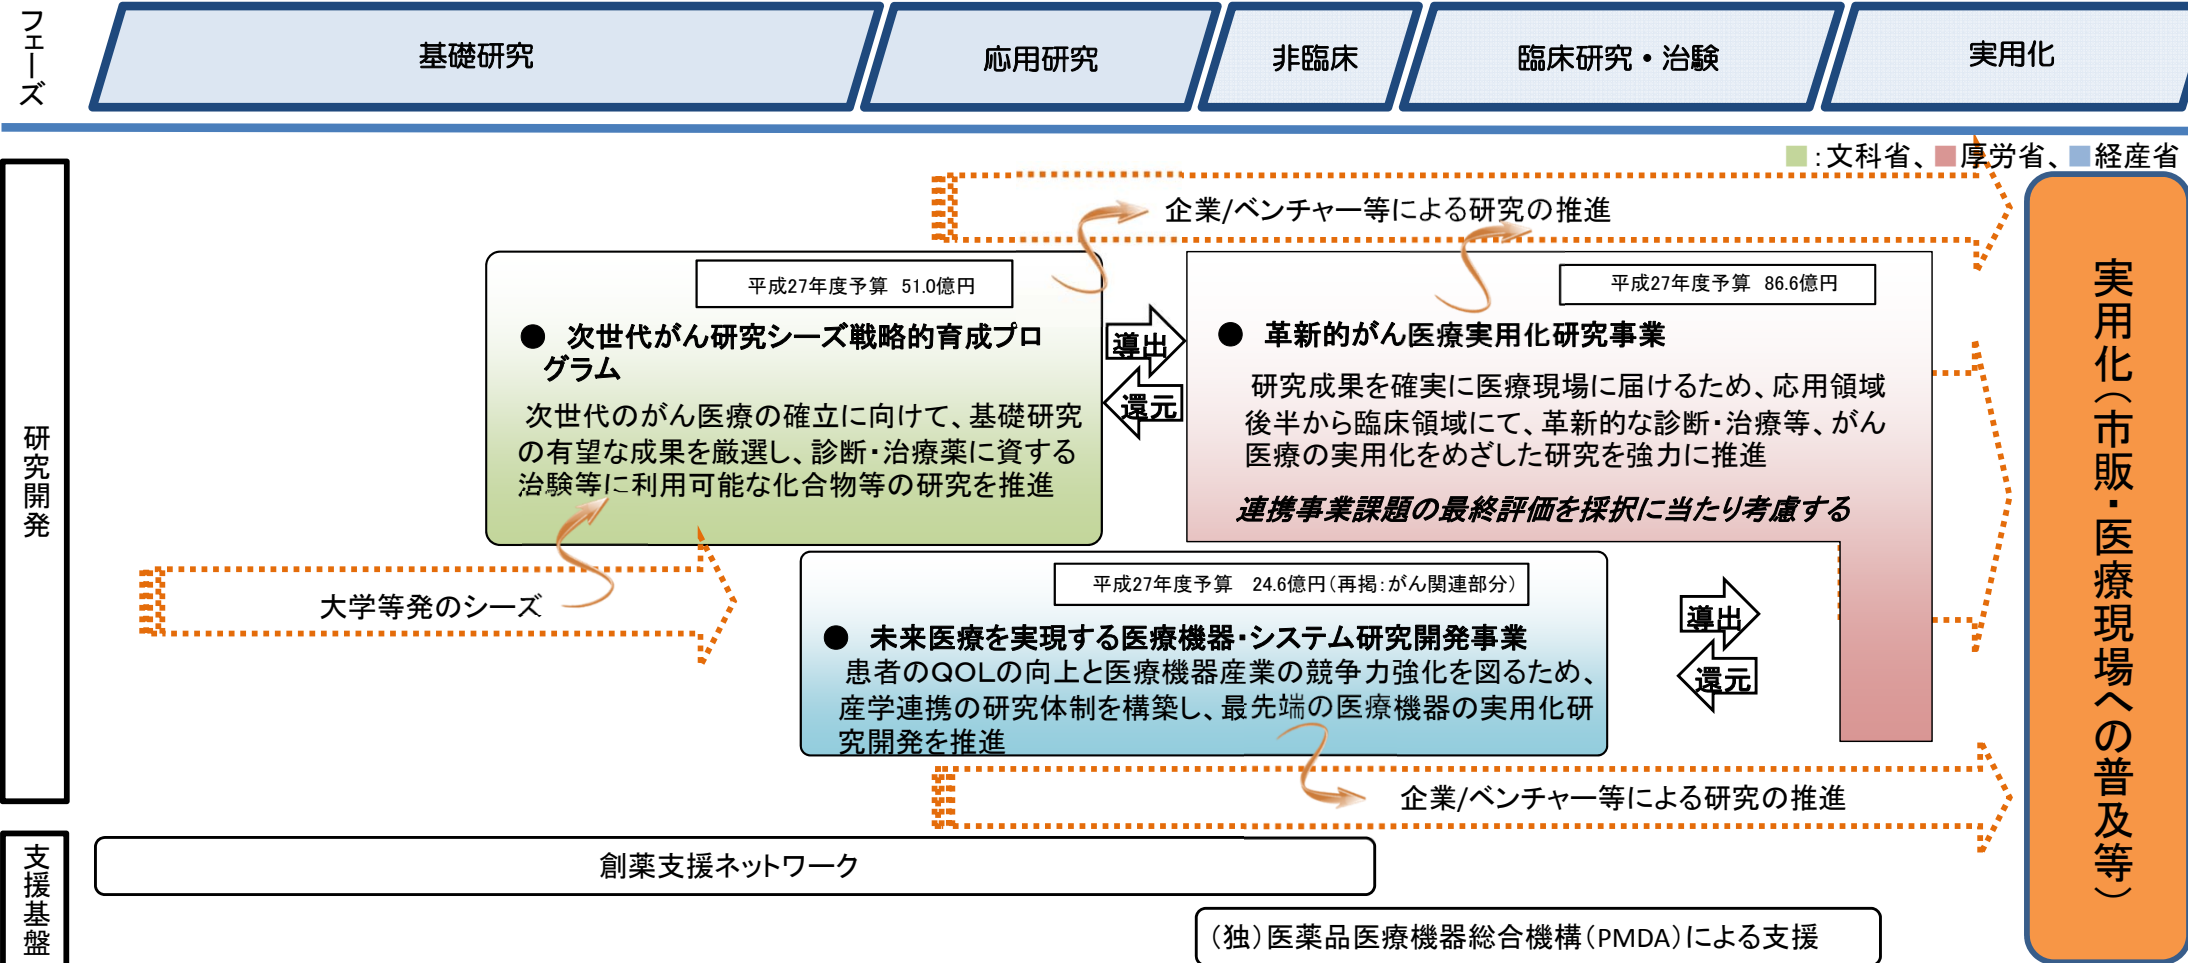 フェーズ
基礎研究
応用研究
非臨床
臨床研究・治験
実用化
:文科省、
厚労省、
経産省
研究開発
企業/ベンチャー等による研究の推進
平成27年度予算 51.0億円
● 次世代がん研究シーズ戦略的育成プロ
グラム
次世代のがん医療の確立に向けて、基礎研究
の有望な成果を厳選し、診断・治療薬に資する
治験等に利用可能な化合物等の研究を推進
導出
還元
平成27年度予算 86.6億円
● 革新的がん医療実用化研究事業
研究成果を確実に医療現場に届けるため、応用領域
後半から臨床領域にて、革新的な診断・治療等、がん
医療の実用化をめざした研究を強力に推進
連携事業課題の最終評価を採択に当たり考慮する
大学等発のシーズ
平成27年度予算 24.6億円(再掲:がん関連部分)
● 未来医療を実現する医療機器・システム研究開発事業
患者のQOLの向上と医療機器産業の競争力強化を図るため、
産学連携の研究体制を構築し、最先端の医療機器の実用化研
究開発を推進
導出
還元
企業/ベンチャー等による研究の推進
実用化(市販・医療現場への普及等)
支援基盤
創薬支援ネットワーク
(独)医薬品医療機器総合機構(PMDA)による支援